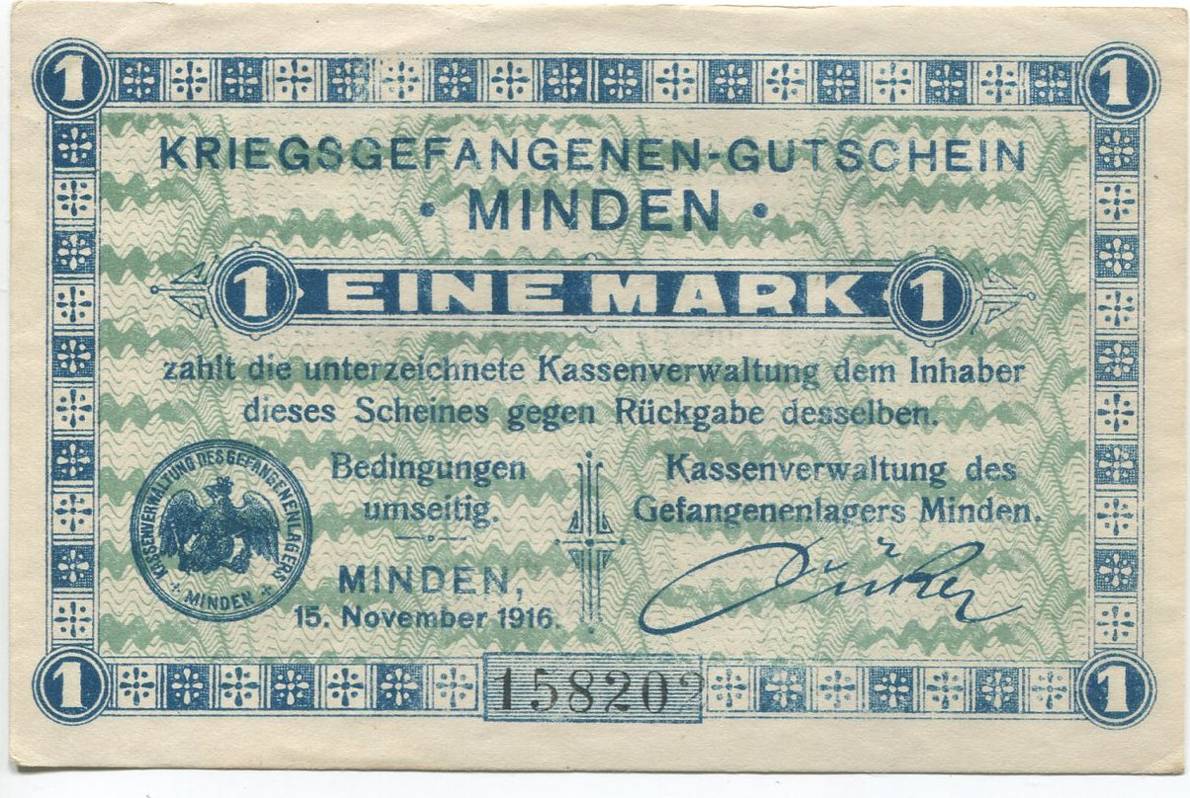 1 1
KRIEGSGEFANGENEN-GUTSCHEIN
• MINDEN •
1 EINE MARK 1
zahlt die unterzeichnete Kassenverwaltung dem Inhaber
dieses Scheines gegen Rückgabe desselben.
KASSENVERWALTUNG DES GEFANGENENLAGERS
+ MINDEN +
Bedingungen
umseitig.
MINDEN,
15. November 1916.
Kassenverwaltung des
Gefangenenlagers Minden.
1 158202 1